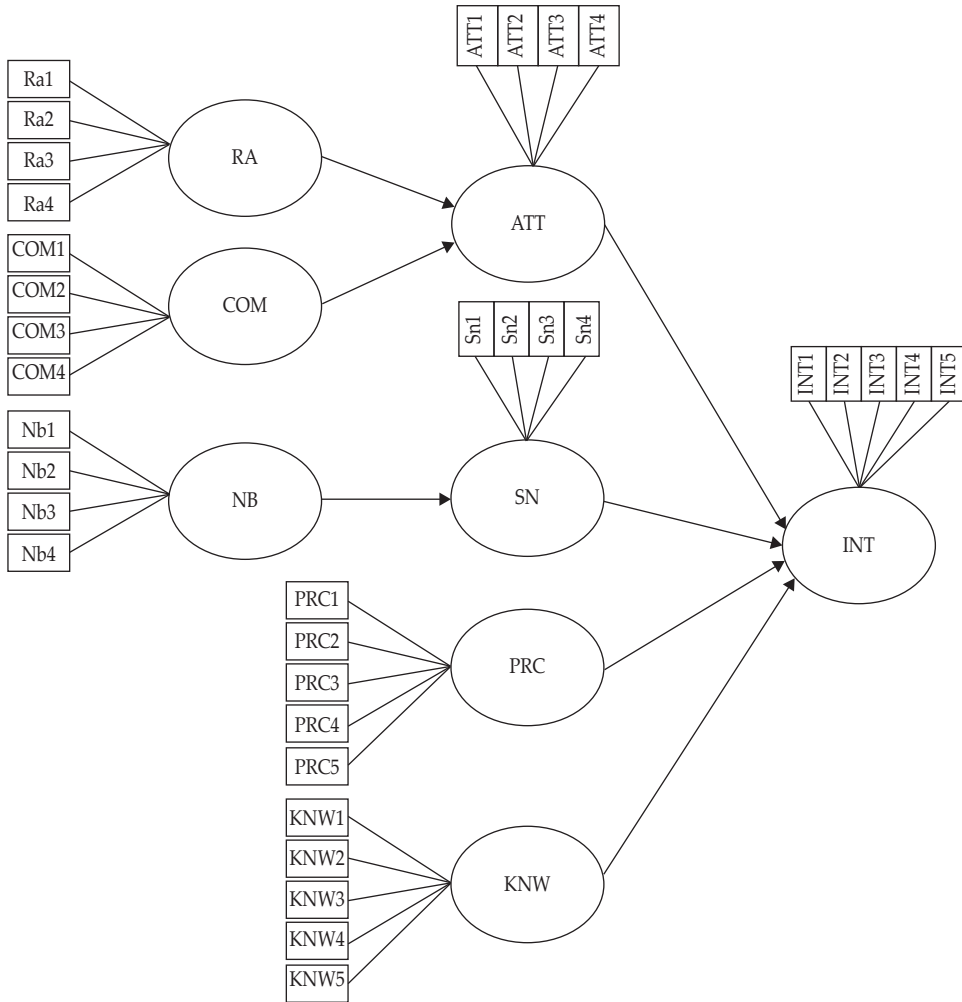 ATT1
ATT2
ATT3
ATT4
Ra1
Ra2
Ra3
Ra4
RA
ATT
COM1
COM2
COM3
COM4
COM
Sn1
Sn2
Sn3
Sn4
INT1
INT2
INT3
INT4
INT5
Nb1
Nb2
Nb3
Nb4
NB
SN
INT
PRC1
PRC2
PRC3
PRC4
PRC5
PRC
KNW1
KNW2
KNW3
KNW4
KNW5
KNW